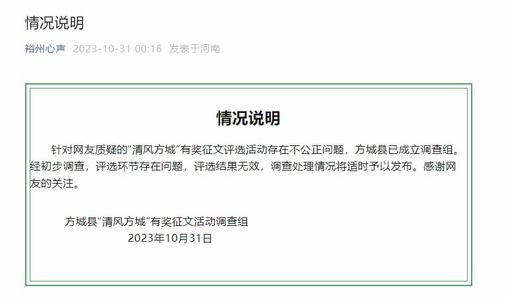 情况说明
裕州心声 2023-10-31 00:16 发表于河南
情况说明
针对网友质疑的“清风方城”有奖征文评选活动存在不公正问题，方城县已成立调查组。
经初步调查，评选环节存在问题，评选结果无效，调查处理情况将适时予以发布。感谢网
友的关注。
方城县“清风方城”有奖征文活动调查组
2023年10月31日